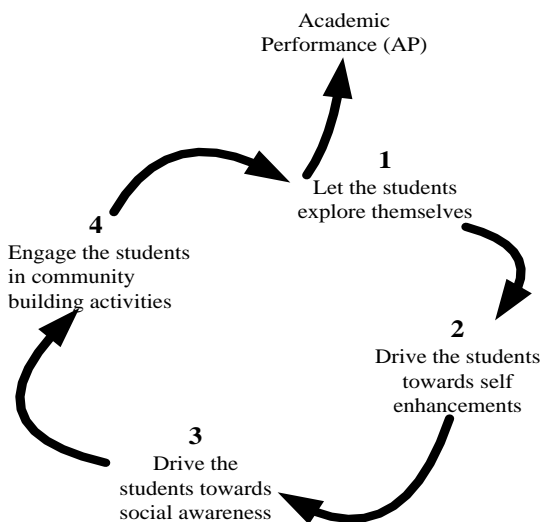 Academic
Performance (AP)
1
Let the students
explore themselves
2
Drive the students
towards self
enhancements
3
Drive the
students towards
social awareness
4
Engage the students
in community
building activities